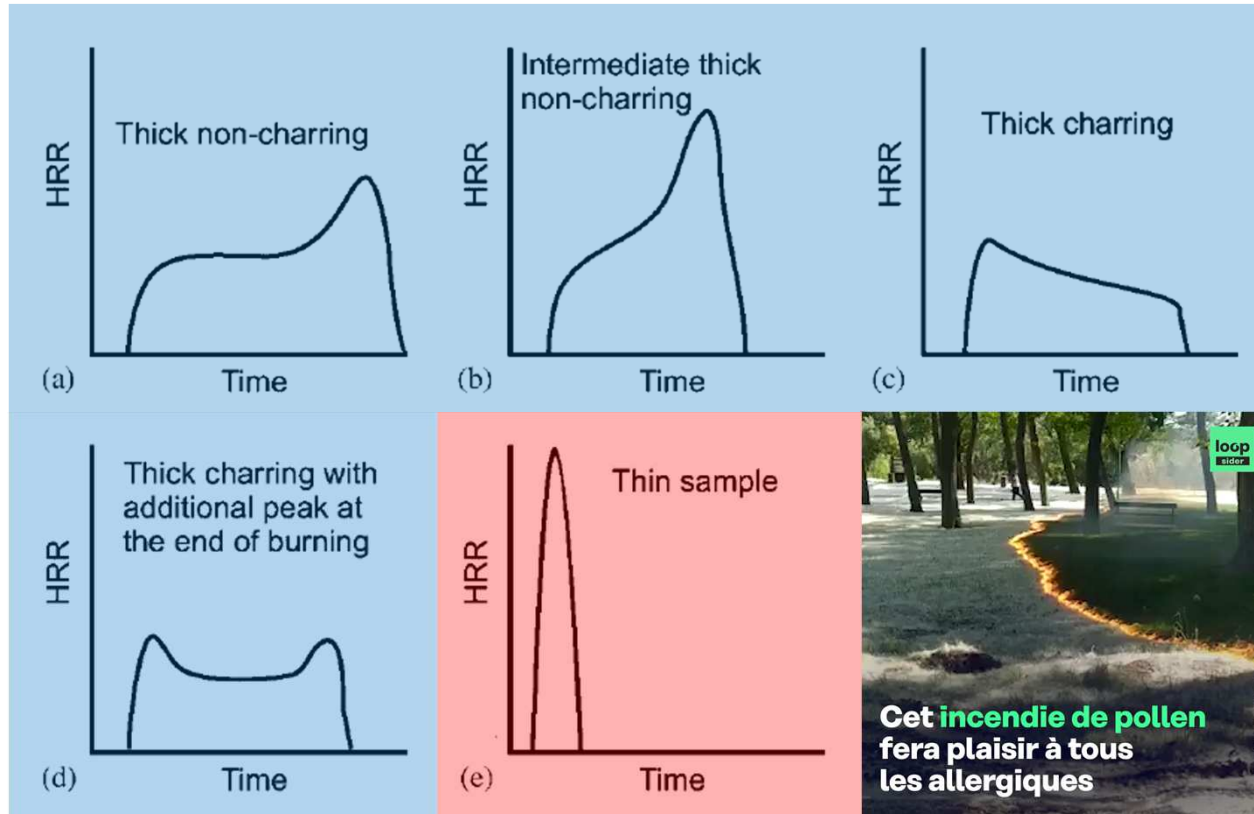 Thick non-charring
HRR
Time
(a)
Intermediate thick
non-charring
HRR
Time
(b)
Thick charring
HRR
Time
(c)
Thick charring with
additional peak at
the end of burning
HRR
Time
(d)
Thin sample
HRR
Time
(e)
loop
sider
Cet incendie de pollen
fera plaisir à tous
les allergiques